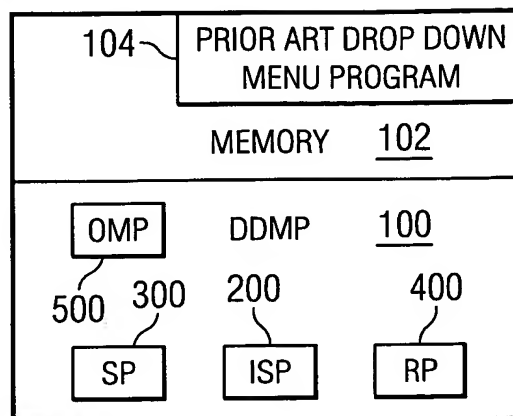 104 PRIOR ART DROP DOWN
MENU PROGRAM
MEMORY 102
OMP DDMP 100
500 300 200 400
SP ISP RP